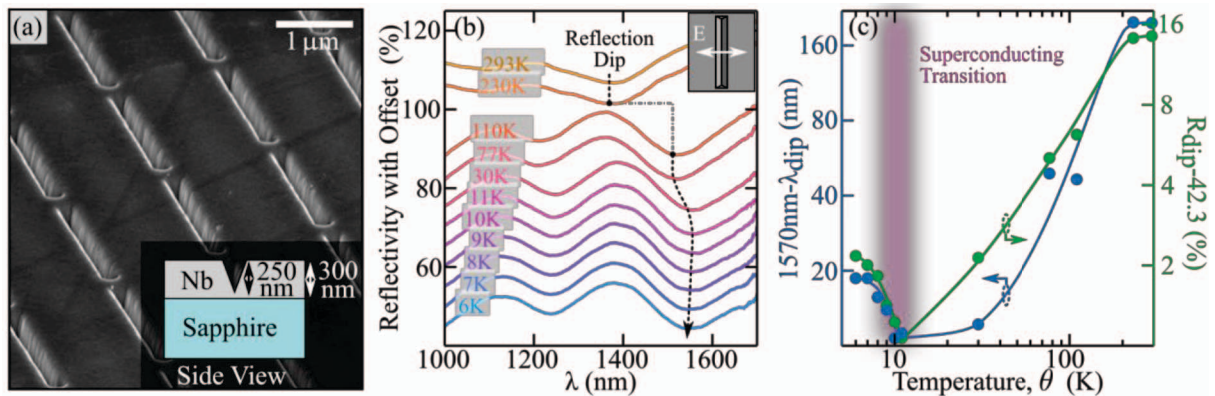 (a)
1 μm
Nb
250
nm
300
nm
Sapphire
Side View
(b)
Reflection
Dip
E
Reflectivity with Offset (%)
120
100
80
60
293K
230K
110K
77K
30K
11K
10K
9K
8K
7K
6K
1000
1200
1400
1600
λ (nm)
(c)
Superconducting
Transition
1570nm-λdip (nm)
160
80
40
20
16
8
4
2
Rdip-42.3 (%)
10
100
Temperature, θ (K)